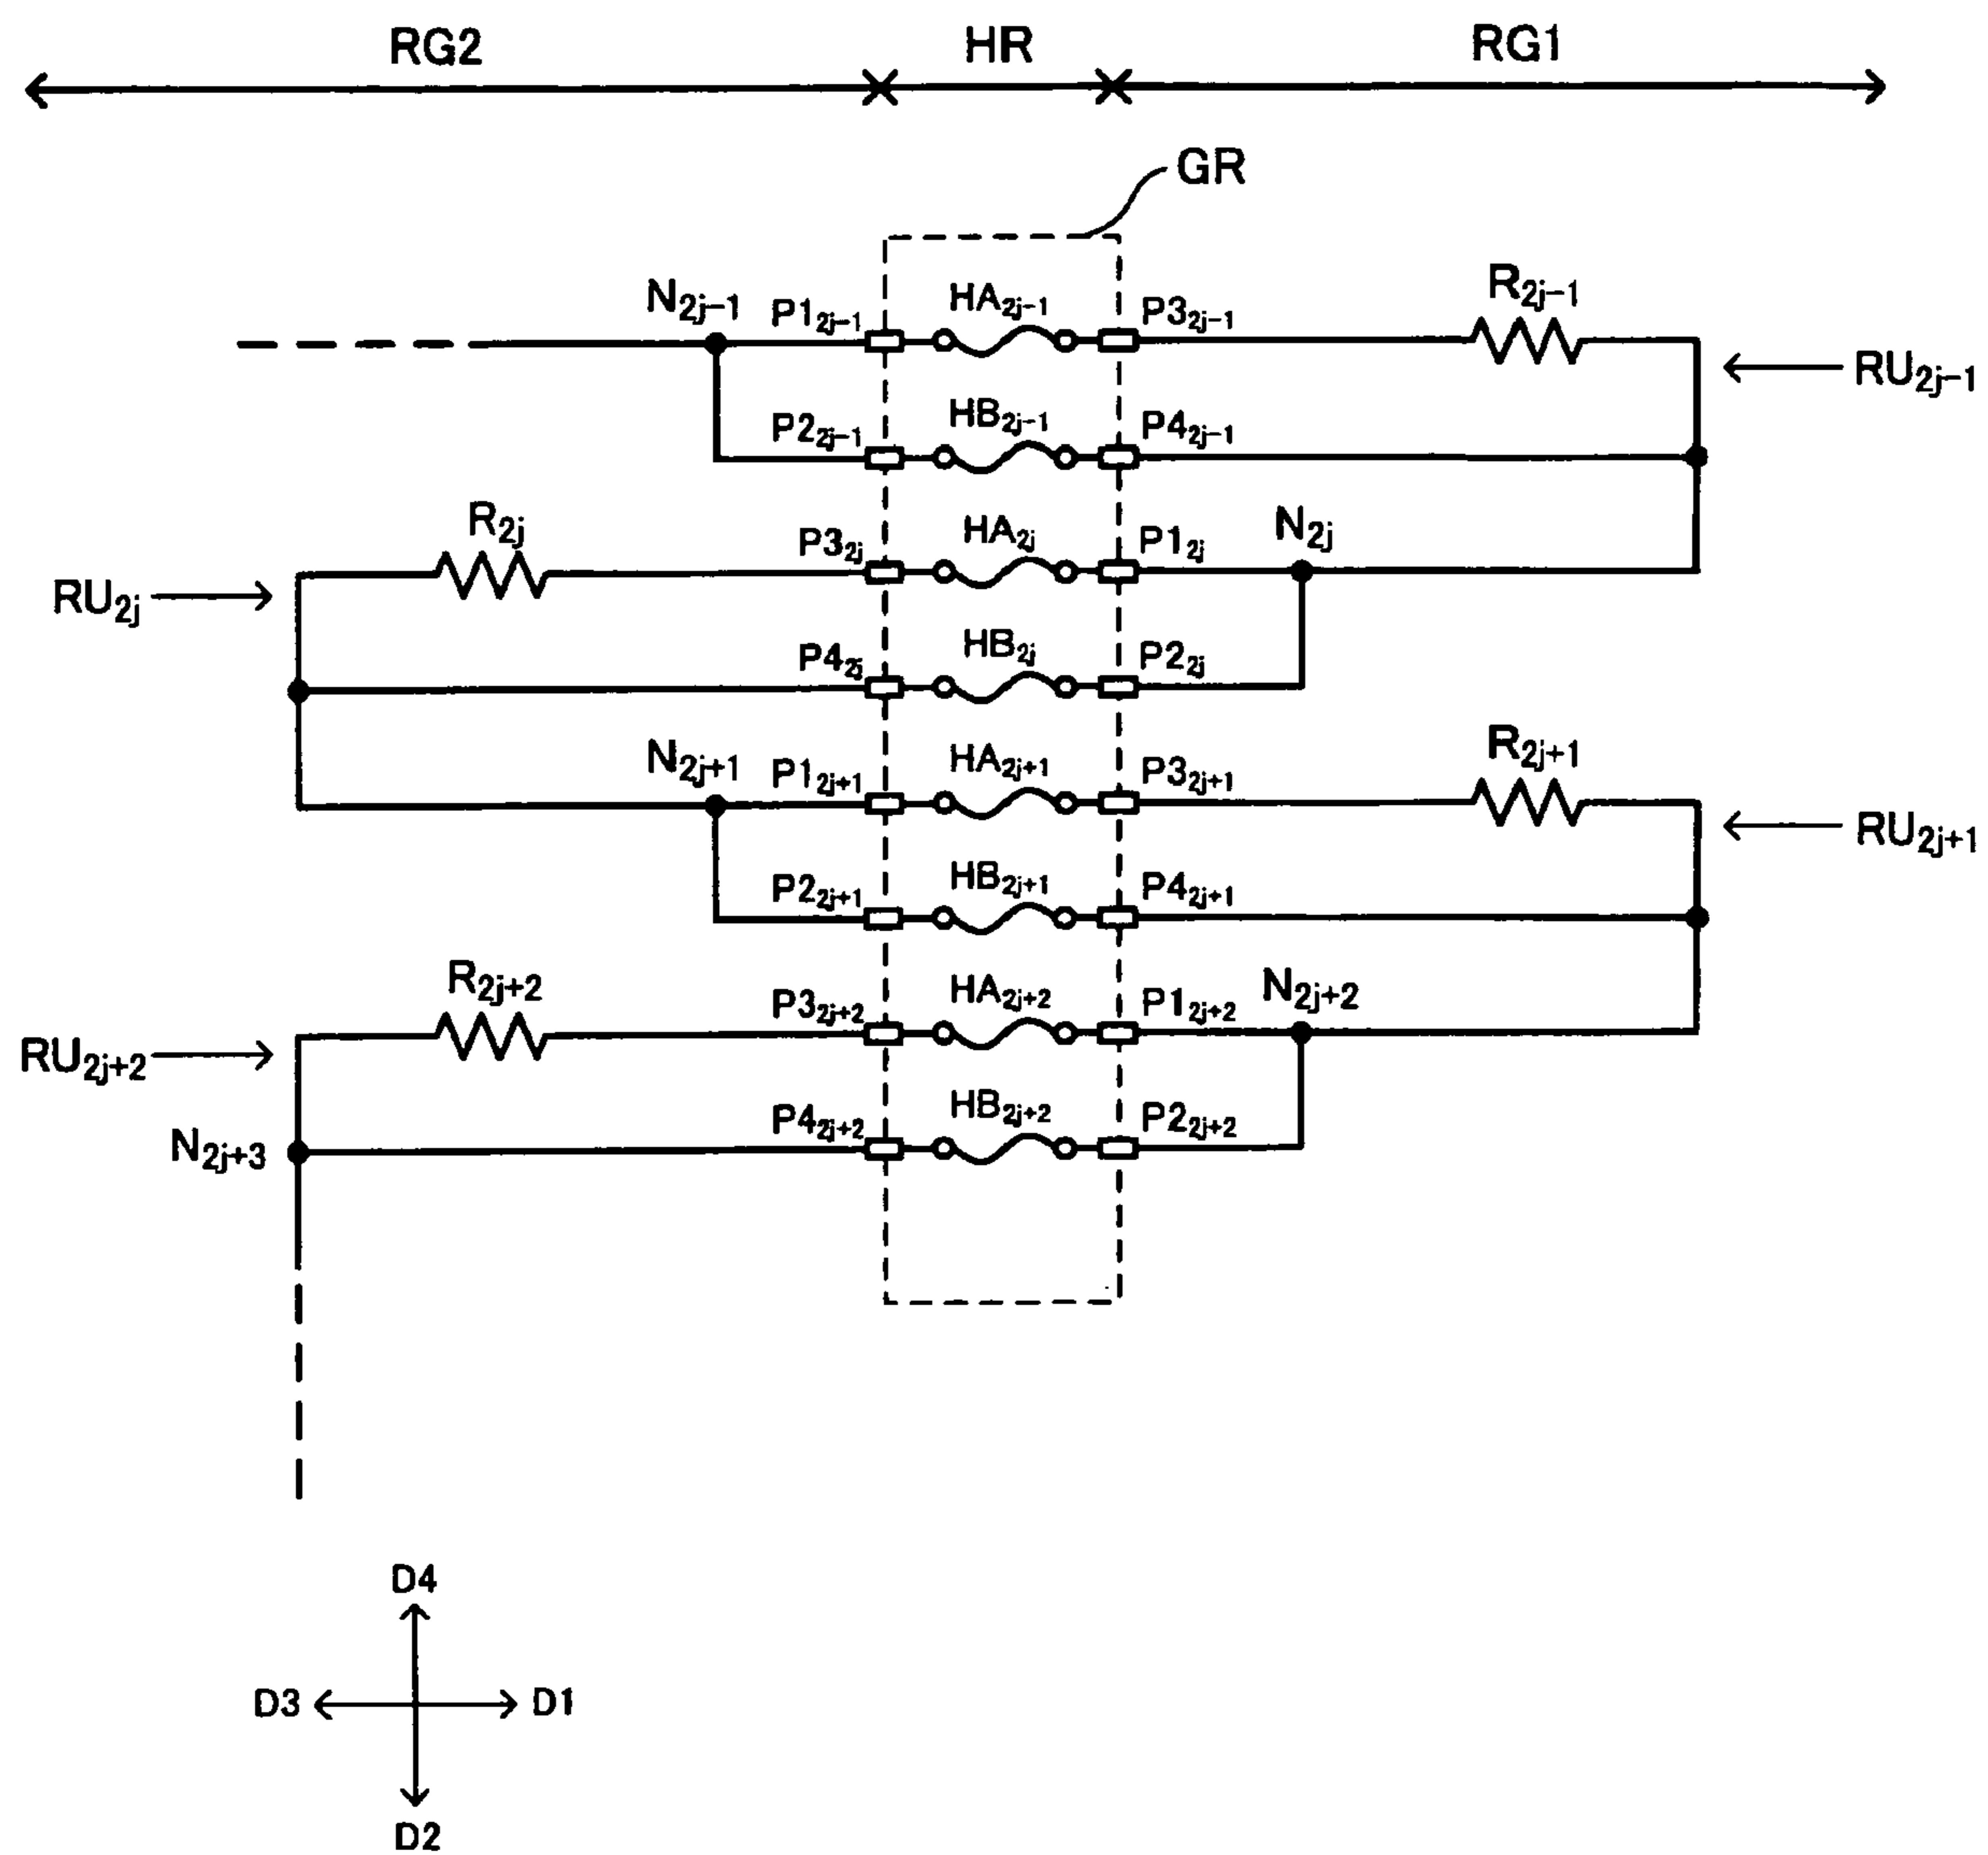 RG2 HR RG1
GR
N2j−1 P12j−1 HA2j−1 P32j−1 R2j−1
RU2j−1
P22j−1 HB2j−1 P42j−1
R2j P32j HA2j P12j N2j
RU2j
P42j HB2j P22j
N2j+1 P12j+1 HA2j+1 P32j+1 R2j+1
RU2j+1
P22j+1 HB2j+1 P42j+1
R2j+2 P32j+2 HA2j+2 P12j+2 N2j+2
RU2j+2
P42j+2 HB2j+2 P22j+2
N2j+3
D4
D3 D1
D2